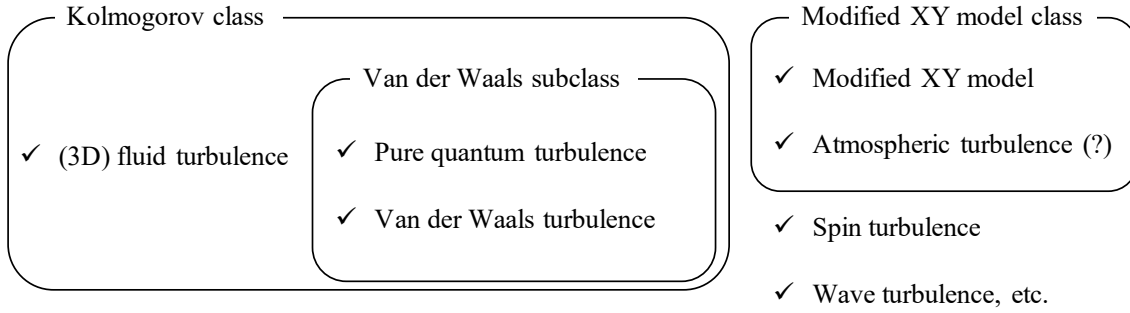 Kolmogorov class
Van der Waals subclass
✓ (3D) fluid turbulence
✓ Pure quantum turbulence
✓ Van der Waals turbulence
Modified XY model class
✓ Modified XY model
✓ Atmospheric turbulence (?)
✓ Spin turbulence
✓ Wave turbulence, etc.